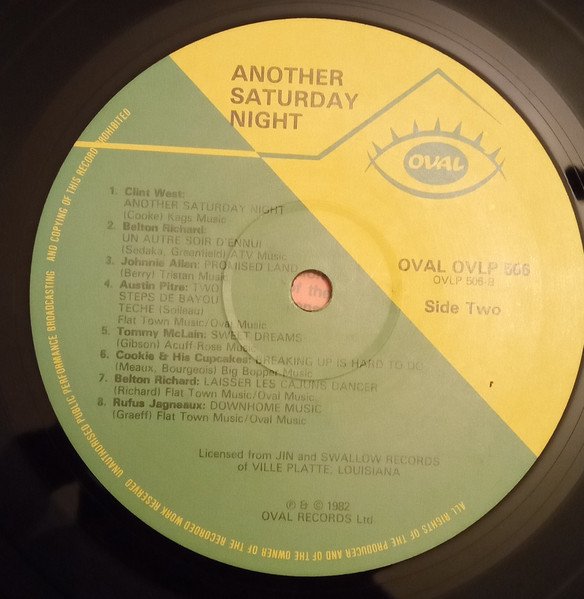 ANOTHER
SATURDAY
NIGHT
OVAL
OVAL OVLP 506
OVLP 506-B
Side Two
1. Clint West:
ANOTHER SATURDAY NIGHT
(Cooke) Kags Music
2. Belton Richard:
UN AUTRE SOIR D'ENNUI
(Sedaka, Greenfield) ATV Music
3. Johnnie Allan: PROMISED LAND
(Berry) Tristan Music
4. Austin Pitre: TWO
STEPS DE BAYOU
TECHE (Soileau)
Flat Town Music/Oval Music
5. Tommy McLain: SWEET DREAMS
(Gibson) Acuff Rose Music
6. Cookie & His Cupcakes: BREAKING UP IS HARD TO DO
(Meaux, Bourgeois) Big Bopper Music
7. Belton Richard: LAISSER LES CAJUNS DANCER
(Richard) Flat Town Music/Oval Music
8. Rufus Jagneaux: DOWNHOME MUSIC
(Graeff) Flat Town Music/Oval Music
Licensed from JIN and SWALLOW RECORDS
of VILLE PLATTE, LOUISIANA
℗ & © 1982
OVAL RECORDS Ltd
ALL RIGHTS OF THE PRODUCER AND OF THE OWNER OF THE RECORDED WORK RESERVED UNAUTHORISED PUBLIC PERFORMANCE BROADCASTING AND COPYING OF THIS RECORD PROHIBITED
of the